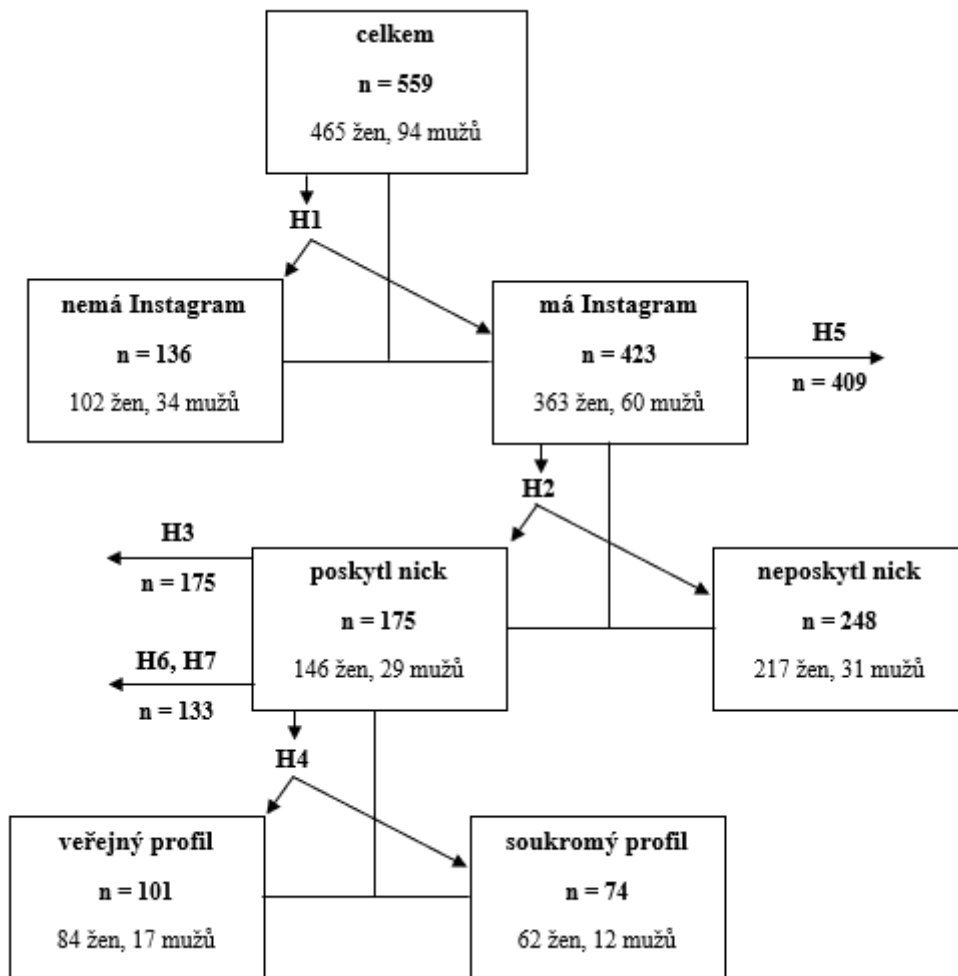 celkem
n = 559
465 žen, 94 mužů
H1
nemá Instagram
n = 136
102 žen, 34 mužů
má Instagram
n = 423
363 žen, 60 mužů
H5
n = 409
H2
H3
n = 175
H6, H7
n = 133
poskytl nick
n = 175
146 žen, 29 mužů
neposkytl nick
n = 248
217 žen, 31 mužů
H4
veřejný profil
n = 101
84 žen, 17 mužů
soukromý profil
n = 74
62 žen, 12 mužů